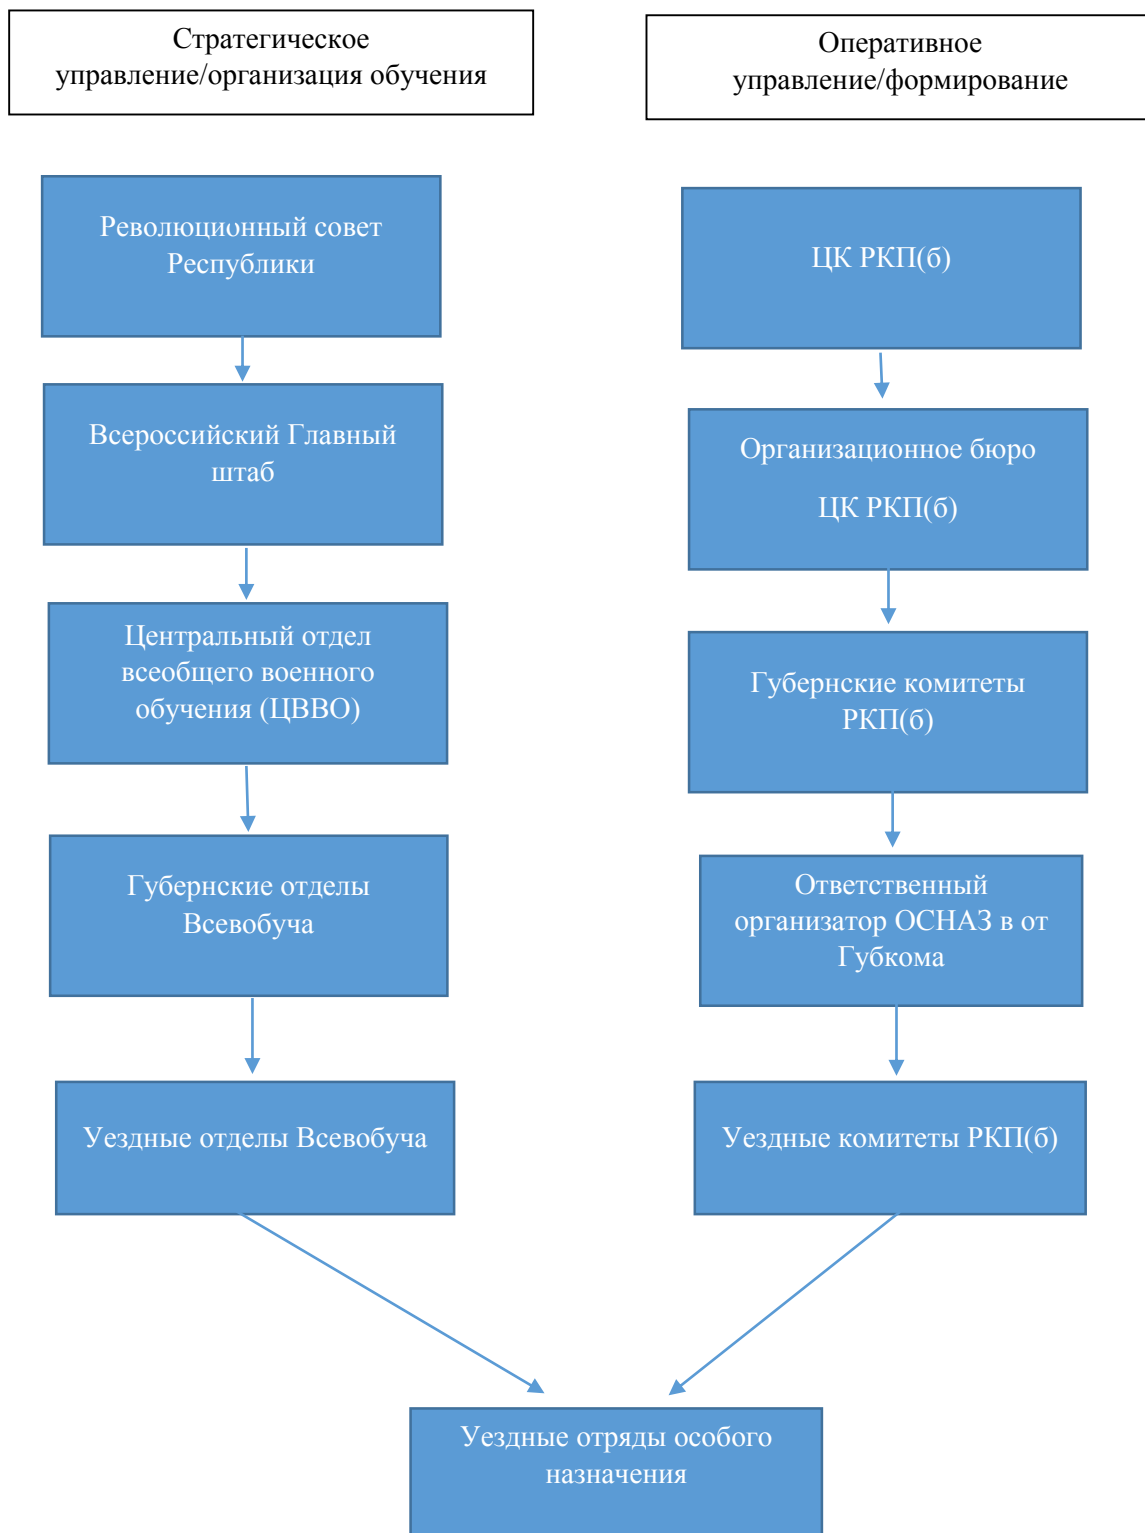 Стратегическое
управление/организация обучения
Оперативное
управление/формирование
Революционный совет
Республики
ЦК РКП(б)
Всероссийский Главный
штаб
Организационное бюро
ЦК РКП(б)
Центральный отдел
всеобщего военного
обучения (ЦВВО)
Губернские комитеты
РКП(б)
Губернские отделы
Всевобуча
Ответственный
организатор ОСНАЗ в от
Губкома
Уездные отделы Всевобуча
Уездные комитеты РКП(б)
Уездные отряды особого
назначения